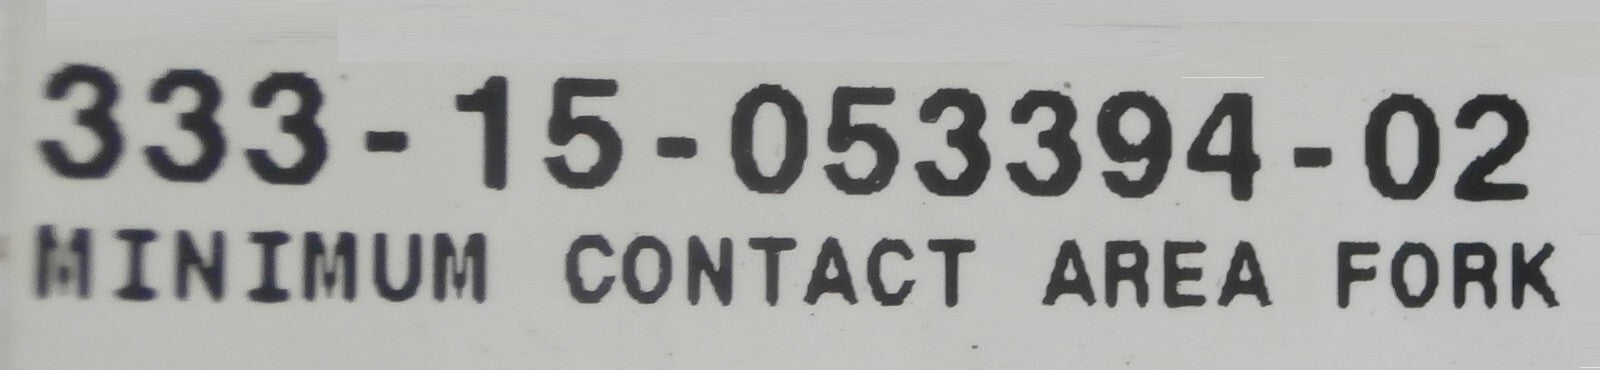 333-15-053394-02
MINIMUM CONTACT AREA FORK